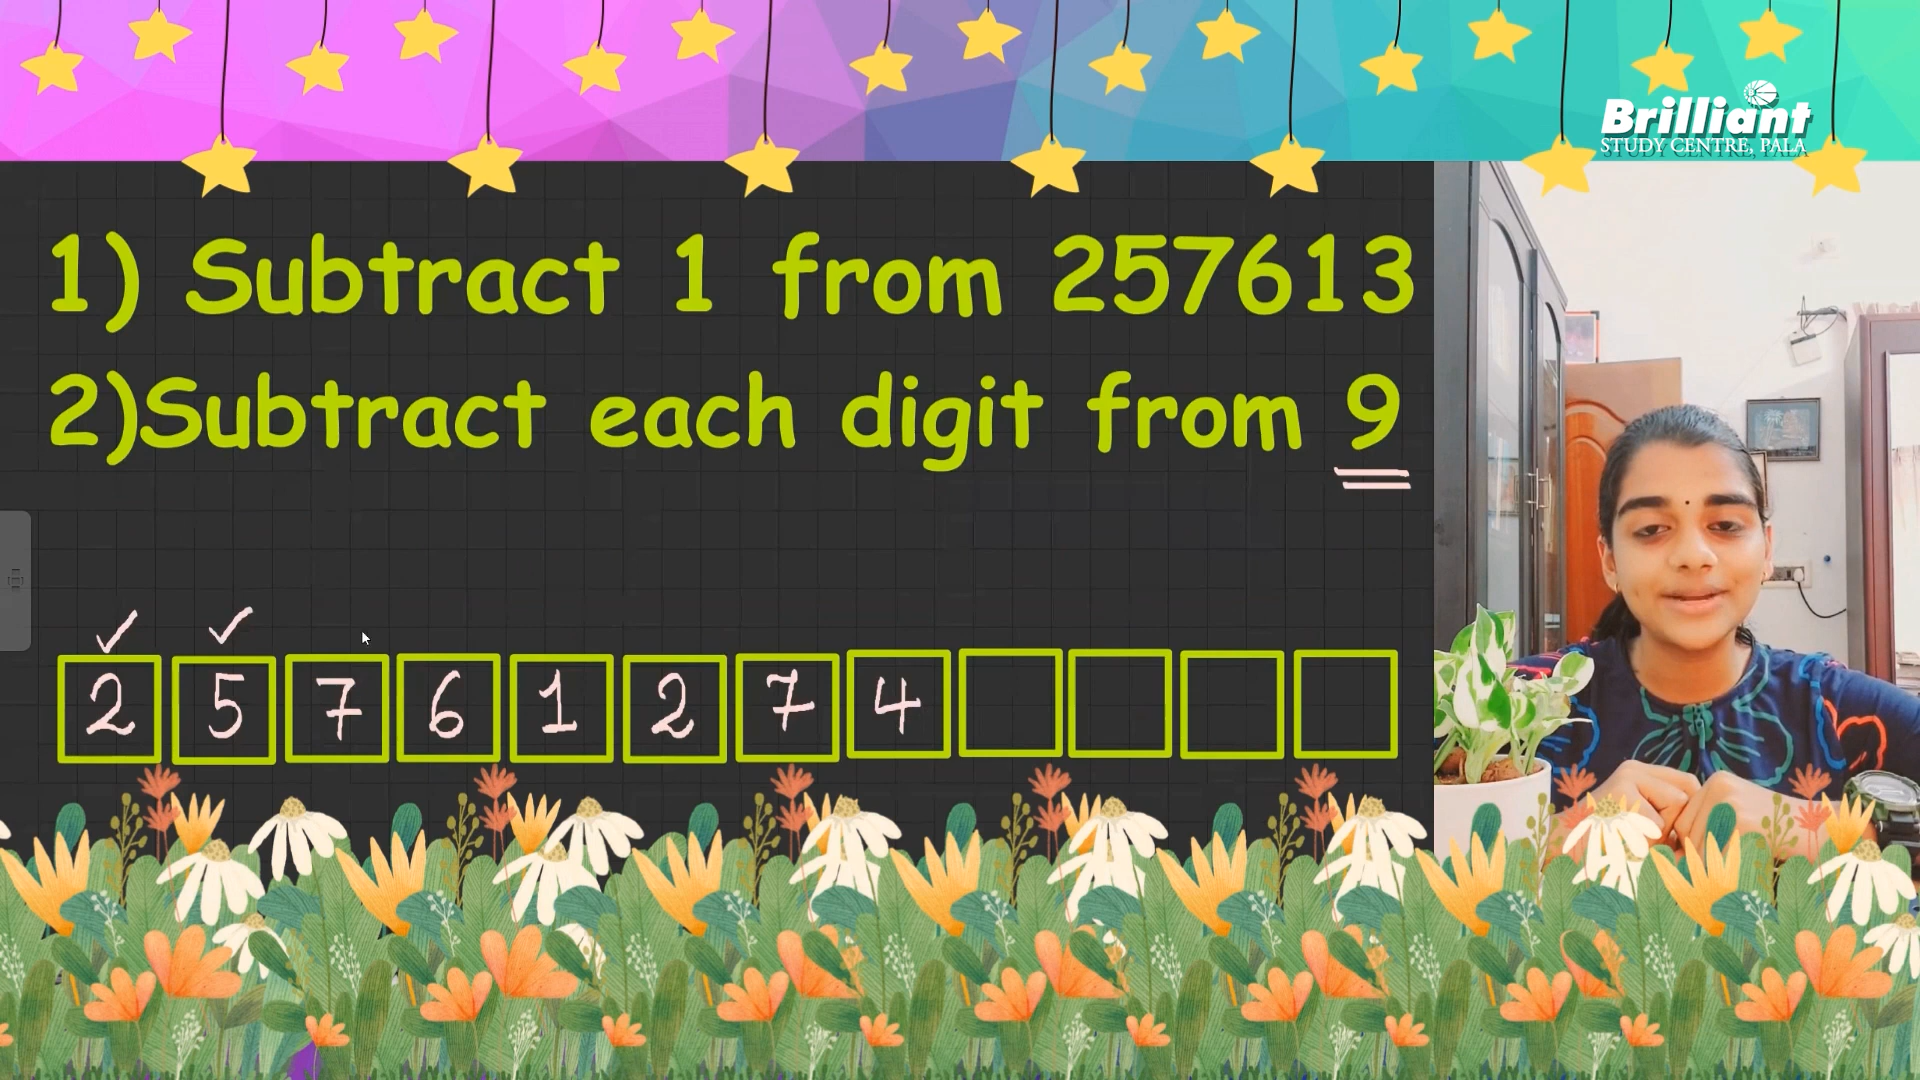 Brilliant
STUDY CENTRE, PALA
1) Subtract 1 from 257613
2)Subtract each digit from 9
2 5 7 6 1 2 7 4